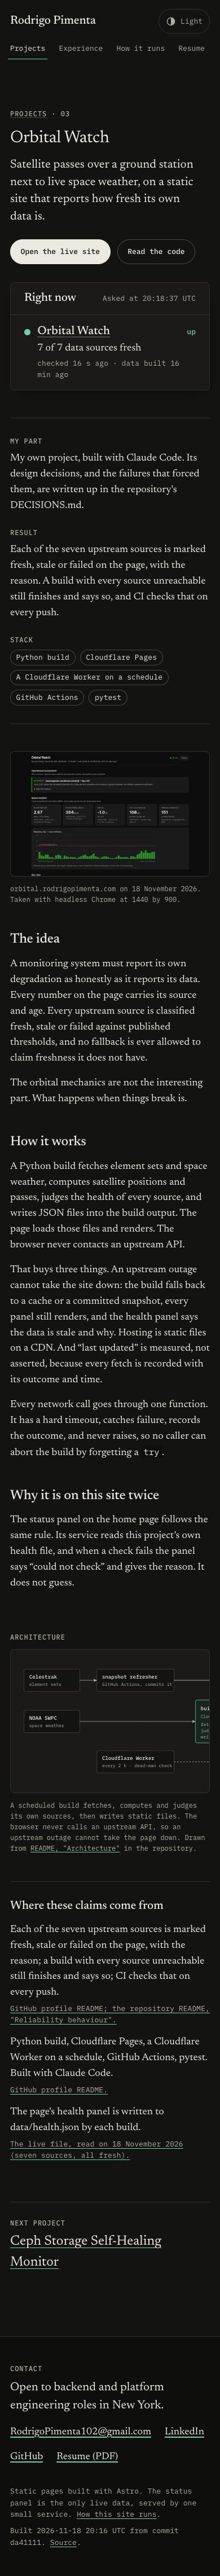 Rodrigo Pimenta
Light
Projects Experience How it runs Resume
PROJECTS · 03
Orbital Watch
Satellite passes over a ground station
next to live space weather, on a static
site that reports how fresh its own
data is.
Open the live site
Read the code
Right now
Asked at 20:18:37 UTC
Orbital Watch
up
7 of 7 data sources fresh
checked 16 s ago · data built 16
min ago
MY PART
My own project, built with Claude Code. Its
design decisions, and the failures that forced
them, are written up in the repository's
DECISIONS.md.
RESULT
Each of the seven upstream sources is marked
fresh, stale or failed on the page, with the
reason. A build with every source unreachable
still finishes and says so, and CI checks that on
every push.
STACK
Python build
Cloudflare Pages
A Cloudflare Worker on a schedule
GitHub Actions
pytest
orbital.rodrigopimenta.com on 18 November 2026.
Taken with headless Chrome at 1440 by 900.
The idea
A monitoring system must report its own
degradation as honestly as it reports its data.
Every number on the page carries its source
and age. Every upstream source is classified
fresh, stale or failed against published
thresholds, and no fallback is ever allowed to
claim freshness it does not have.
The orbital mechanics are not the interesting
part. What happens when things break is.
How it works
A Python build fetches element sets and space
weather, computes satellite positions and
passes, judges the health of every source, and
writes JSON files into the build output. The
page loads those files and renders. The
browser never contacts an upstream API.
That buys three things. An upstream outage
cannot take the site down: the build falls back
to cache or a committed snapshot, every
panel still renders, and the health panel says
the data is stale and why. Hosting is static files
on a CDN. And "last updated" is measured, not
asserted, because every fetch is recorded with
its outcome and time.
Every network call goes through one function.
It has a hard timeout, catches failure, records
the outcome, and never raises, so no caller can
abort the build by forgetting a try.
Why it is on this site twice
The status panel on the home page follows the
same rule. Its service reads this project's own
health file, and when a check fails the panel
says "could not check" and gives the reason. It
does not guess.
ARCHITECTURE
Celestrak
element sets
snapshot refresher
GitHub Actions, commits it
NOAA SWPC
space weather
Cloudflare Worker
every 2 h · dead-man check
A scheduled build fetches, computes and judges
its own sources, then writes static files. The
browser never calls an upstream API, so an
upstream outage cannot take the page down. Drawn
from README, "Architecture" in the repository.
Where these claims come from
Each of the seven upstream sources is marked
fresh, stale or failed on the page, with the
reason; a build with every source unreachable
still finishes and says so; CI checks that on
every push.
GitHub profile README; the repository README,
"Reliability behaviour".
Python build, Cloudflare Pages, a Cloudflare
Worker on a schedule, GitHub Actions, pytest.
Built with Claude Code.
GitHub profile README.
The page's health panel is written to
data/health.json by each build.
The live file, read on 18 November 2026
(seven sources, all fresh).
NEXT PROJECT
Ceph Storage Self-Healing
Monitor
CONTACT
Open to backend and platform
engineering roles in New York.
RodrigoPimenta102@gmail.com LinkedIn
GitHub Resume (PDF)
Static pages built with Astro. The status
panel is the only live data, served by one
small service. How this site runs.
Built 2026-11-18 20:16 UTC from commit
da41111. Source.